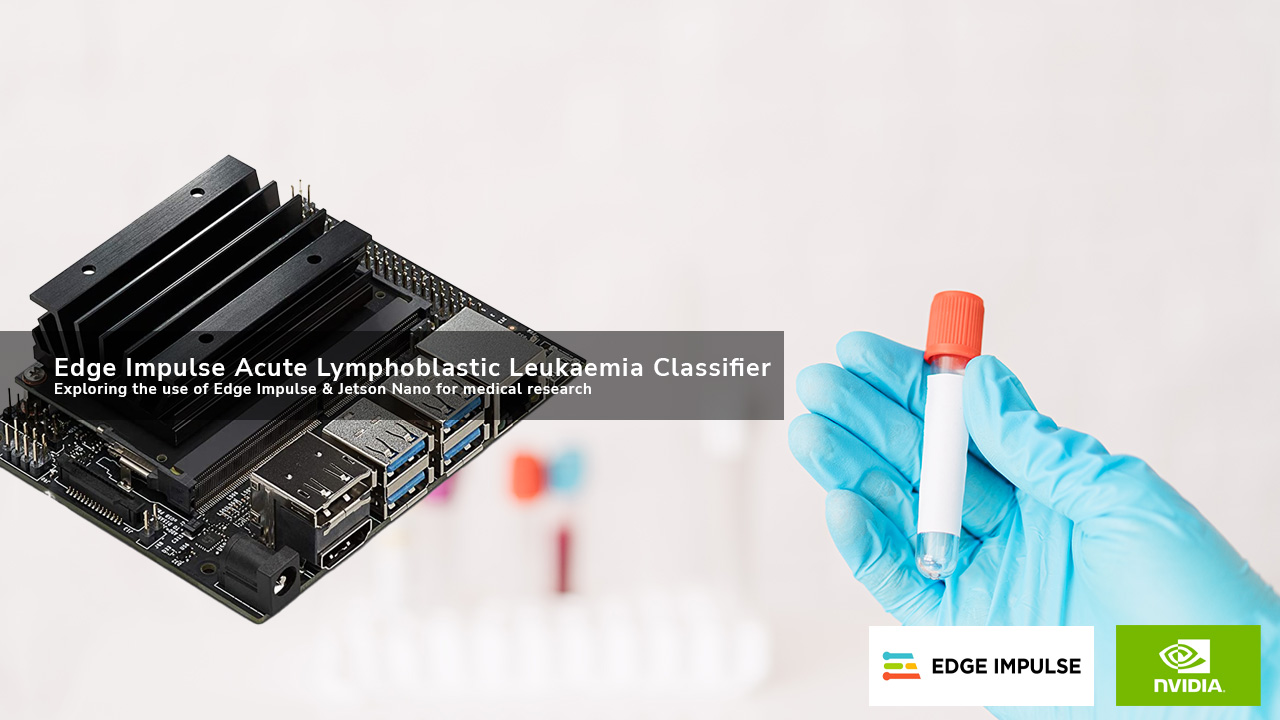 Edge Impulse Acute Lymphoblastic Leukaemia Classifier
Exploring the use of Edge Impulse & Jetson Nano for medical research
EDGE IMPULSE
NVIDIA.